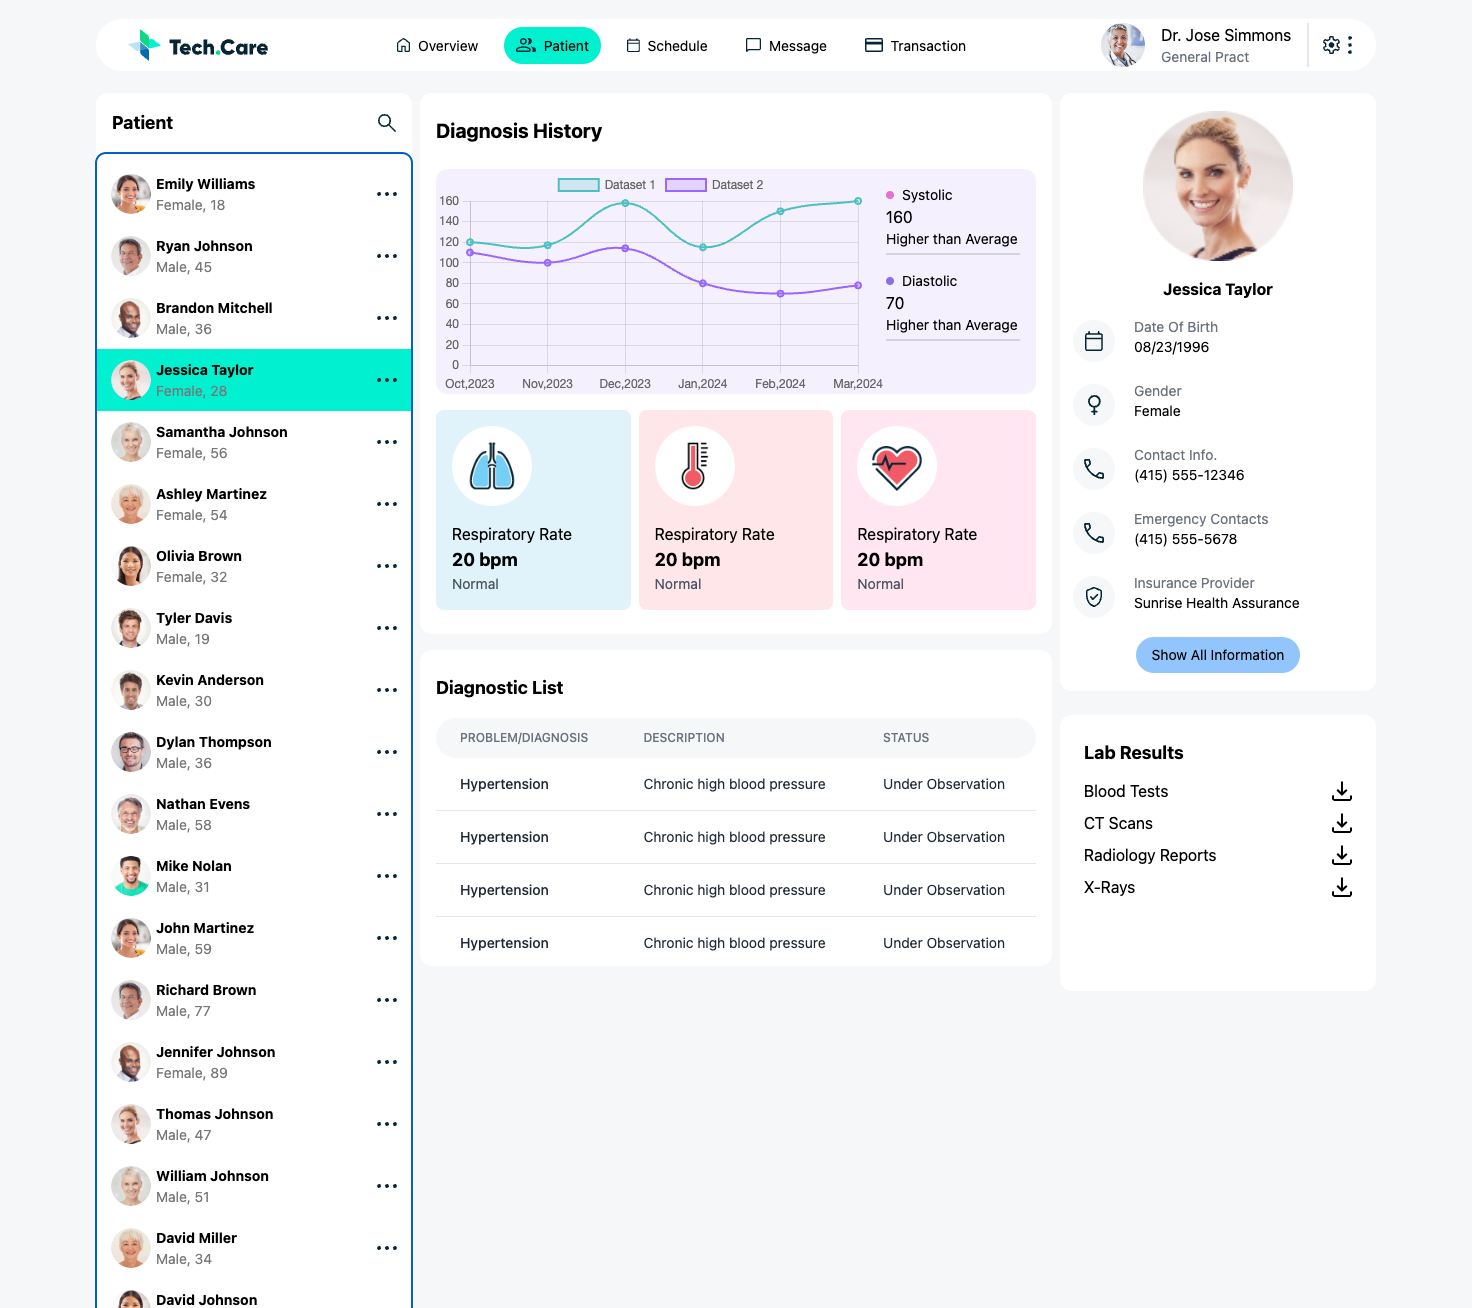 Tech.Care
Overview
Patient
Schedule
Message
Transaction
Dr. Jose Simmons
General Pract
Patient
Emily Williams
Female, 18
Ryan Johnson
Male, 45
Brandon Mitchell
Male, 36
Jessica Taylor
Female, 28
Samantha Johnson
Female, 56
Ashley Martinez
Female, 54
Olivia Brown
Female, 32
Tyler Davis
Male, 19
Kevin Anderson
Male, 30
Dylan Thompson
Male, 36
Nathan Evens
Male, 58
Mike Nolan
Male, 31
John Martinez
Male, 59
Richard Brown
Male, 77
Jennifer Johnson
Female, 89
Thomas Johnson
Male, 47
William Johnson
Male, 51
David Miller
Male, 34
David Johnson
Diagnosis History
Dataset 1 Dataset 2
160
140
120
100
80
60
40
20
0
Oct,2023 Nov,2023 Dec,2023 Jan,2024 Feb,2024 Mar,2024
Systolic
160
Higher than Average
Diastolic
70
Higher than Average
Respiratory Rate
20 bpm
Normal
Respiratory Rate
20 bpm
Normal
Respiratory Rate
20 bpm
Normal
Diagnostic List
PROBLEM/DIAGNOSIS DESCRIPTION STATUS
Hypertension Chronic high blood pressure Under Observation
Hypertension Chronic high blood pressure Under Observation
Hypertension Chronic high blood pressure Under Observation
Hypertension Chronic high blood pressure Under Observation
Jessica Taylor
Date Of Birth
08/23/1996
Gender
Female
Contact Info.
(415) 555-12346
Emergency Contacts
(415) 555-5678
Insurance Provider
Sunrise Health Assurance
Show All Information
Lab Results
Blood Tests
CT Scans
Radiology Reports
X-Rays